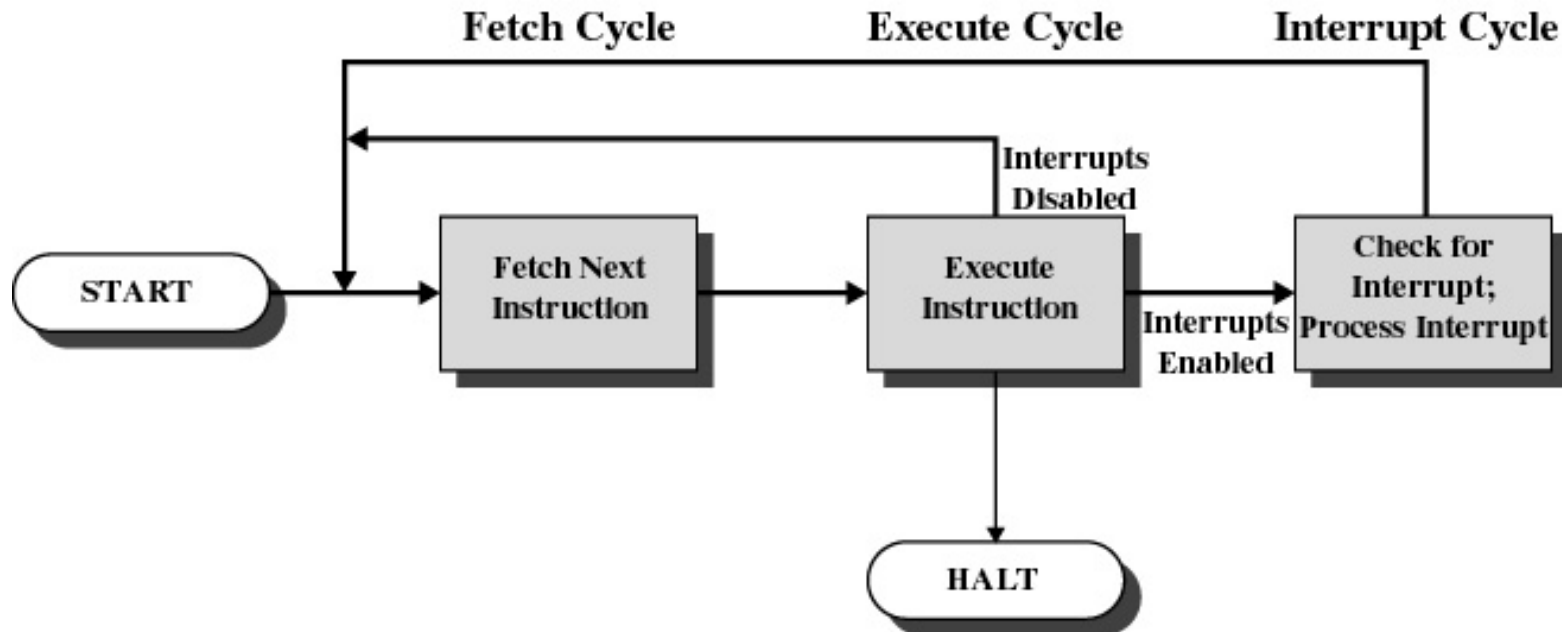 Fetch Cycle
Execute Cycle
Interrupt Cycle
START
Fetch Next
Instruction
Execute
Instruction
Interrupts
Disabled
Interrupts
Enabled
Check for
Interrupt;
Process Interrupt
HALT